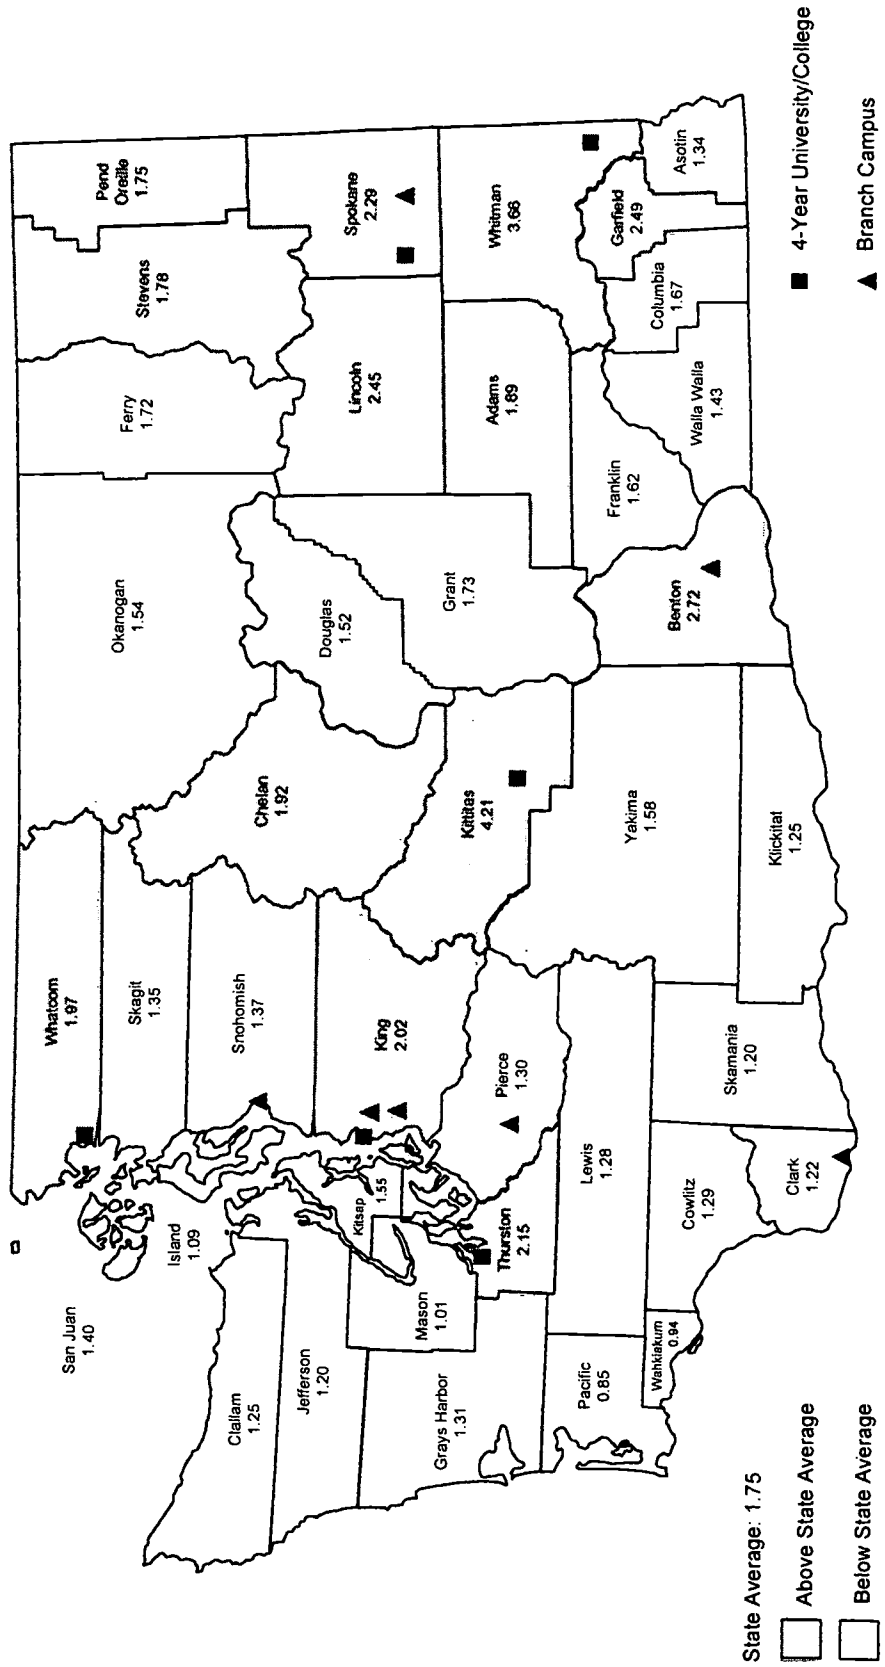 Whatcom
1.97
San Juan
1.40
Skagit
1.35
Island
1.09
Snohomish
1.37
Clallam
1.25
Jefferson
1.20
Kitsap
1.55
King
2.02
Mason
1.01
Grays Harbor
1.31
Thurston
2.15
Pierce
1.30
Pacific
0.85
Lewis
1.28
Wahkiakum
0.94
Cowlitz
1.29
Clark
1.22
Skamania
1.20
Okanogan
1.54
Chelan
1.92
Douglas
1.52
Kittitas
4.21
Grant
1.73
Yakima
1.58
Klickitat
1.25
Benton
2.72
Ferry
1.72
Stevens
1.78
Pend
Oreille
1.75
Lincoln
2.45
Spokane
2.29
Adams
1.89
Whitman
3.66
Franklin
1.62
Walla Walla
1.43
Columbia
1.67
Garfield
2.49
Asotin
1.34
State Average: 1.75
Above State Average
Below State Average
4-Year University/College
Branch Campus